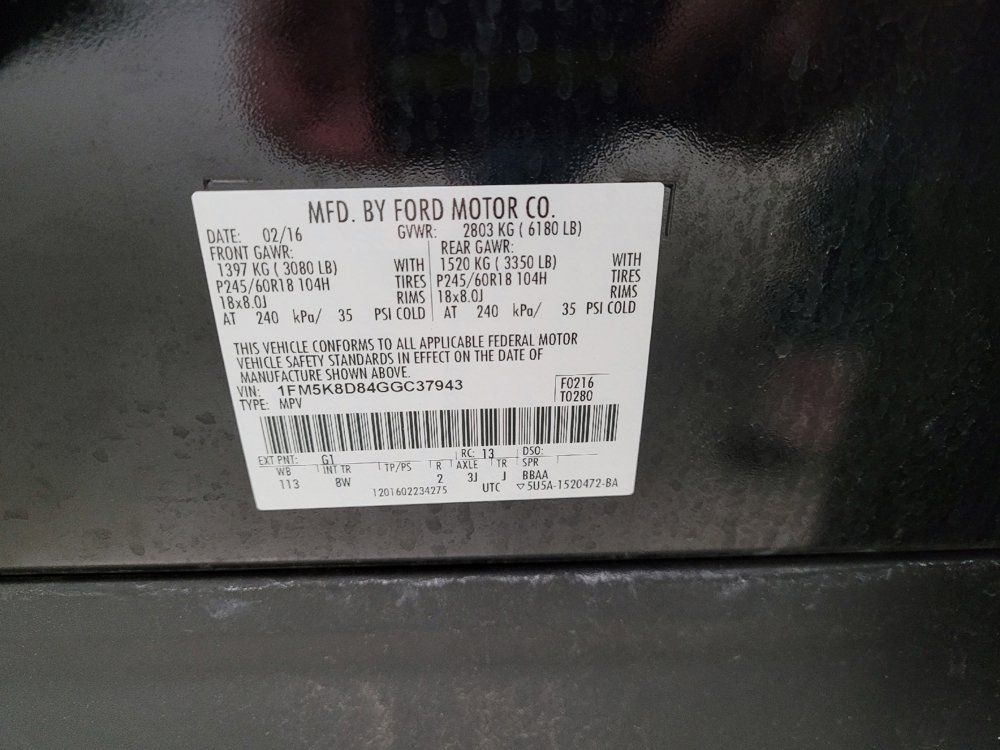 MFD. BY FORD MOTOR CO.
DATE: 02/16 GVWR: 2803 KG ( 6180 LB)
FRONT GAWR: REAR GAWR:
1397 KG ( 3080 LB) WITH 1520 KG ( 3350 LB) WITH
P245/60R18 104H TIRES P245/60R18 104H TIRES
18x8.0J RIMS 18x8.0J RIMS
AT 240 kPa/ 35 PSI COLD AT 240 kPa/ 35 PSI COLD
THIS VEHICLE CONFORMS TO ALL APPLICABLE FEDERAL MOTOR
VEHICLE SAFETY STANDARDS IN EFFECT ON THE DATE OF
MANUFACTURE SHOWN ABOVE.
VIN: 1FM5K8D84GGC37943 F0216
TYPE: MPV T0280
EXT PNT: G1 RC: 13 DSO:
WB INT TR TP/PS R AXLE TR SPR
113 8W 2 3J J BBAA
1201602234275 UTC ▽5U5A-1520472-BA